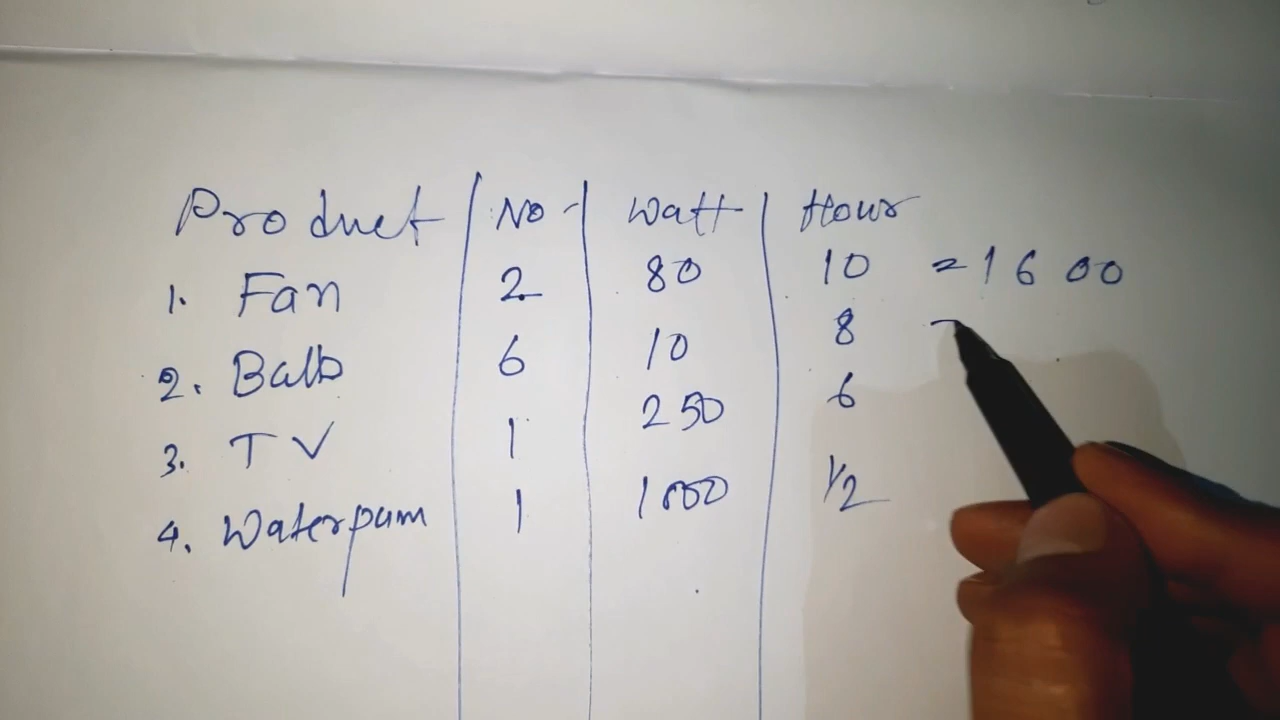 Product No Watt Hour
1. Fan 2 80 10 = 1600
2. Balb 6 10 8
3. TV 1 250 6
4. Waterpum 1 1000 1/2